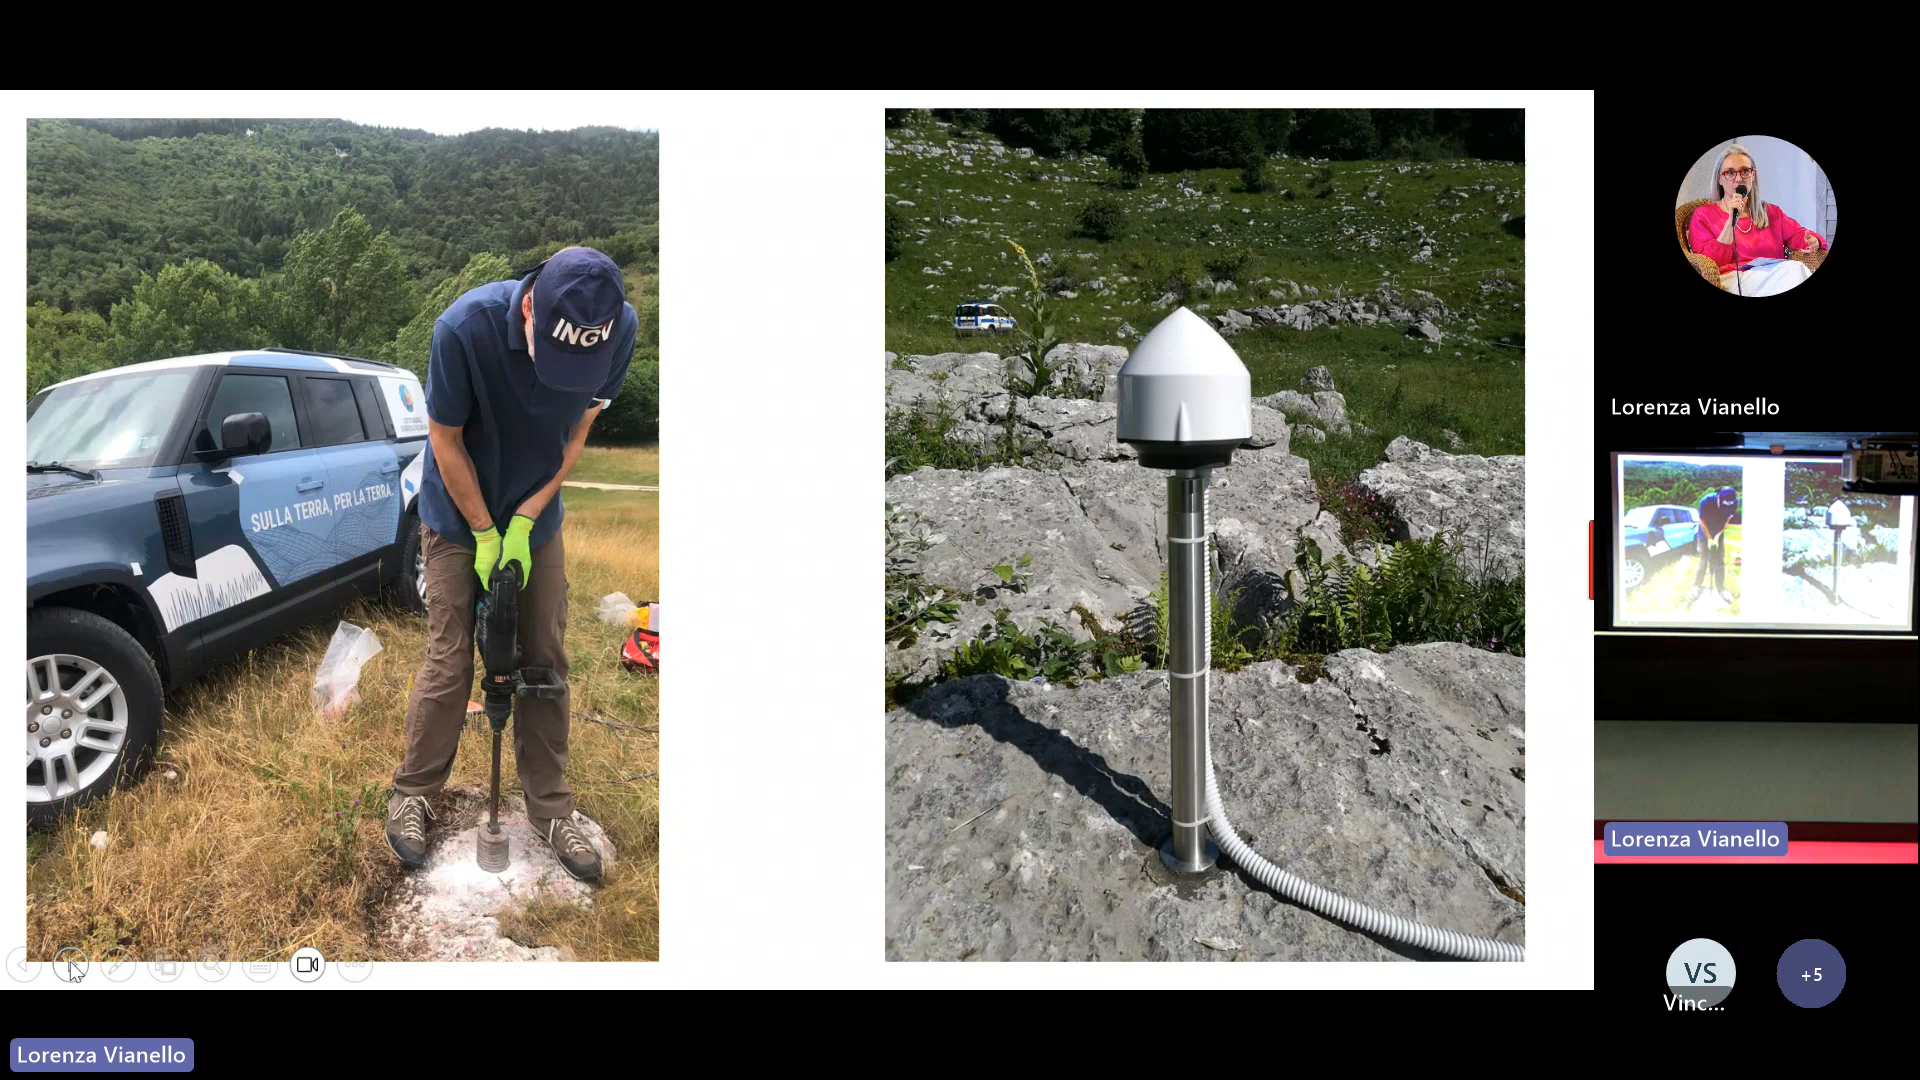 INGV
SULLA TERRA, PER LA TERRA.
Lorenza Vianello
Lorenza Vianello
VS
Vinc...
+5
Lorenza Vianello